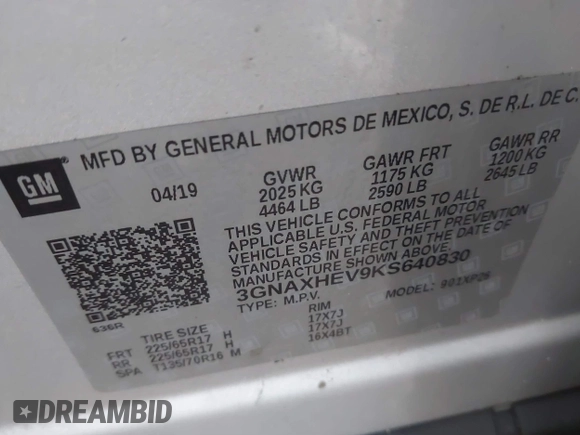 GM
MFD BY GENERAL MOTORS DE MEXICO, S. DE R.L. DE C.
04/19
GVWR
2025 KG
4464 LB
GAWR FRT
1175 KG
2590 LB
GAWR RR
1200 KG
2645 LB
THIS VEHICLE CONFORMS TO ALL
APPLICABLE U.S. FEDERAL MOTOR
VEHICLE SAFETY AND THEFT PREVENTION
STANDARDS IN EFFECT ON THE DATE OF
MANUFACTURE SHOWN ABOVE.
3GNAXHEV9KS640830
TYPE: M.P.V.
MODEL: 901XP26
636R
TIRE SIZE
RIM
FRT 225/65R17 H 17X7J
RR 225/65R17 H 17X7J
SPA T135/70R16 M 16X4BT
DREAMBID